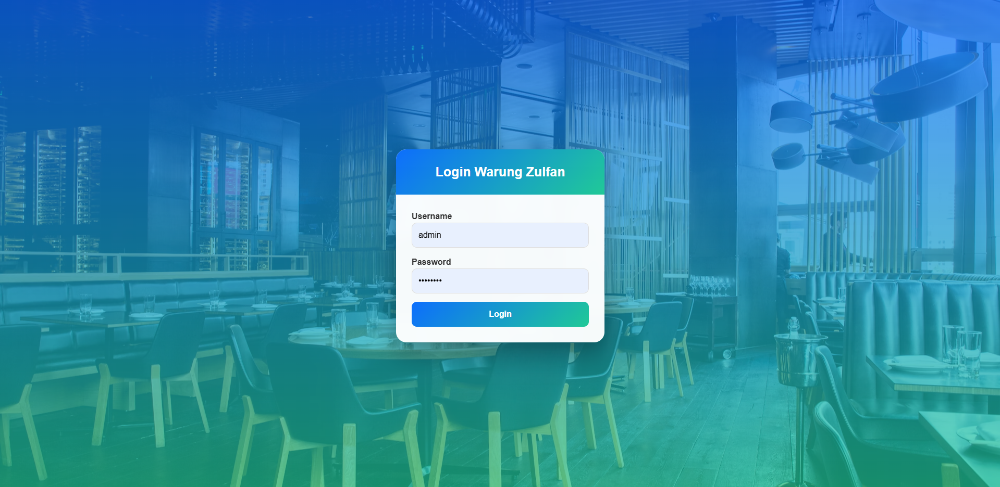 Login Warung Zulfan
Username
admin
Password
••••••••
Login